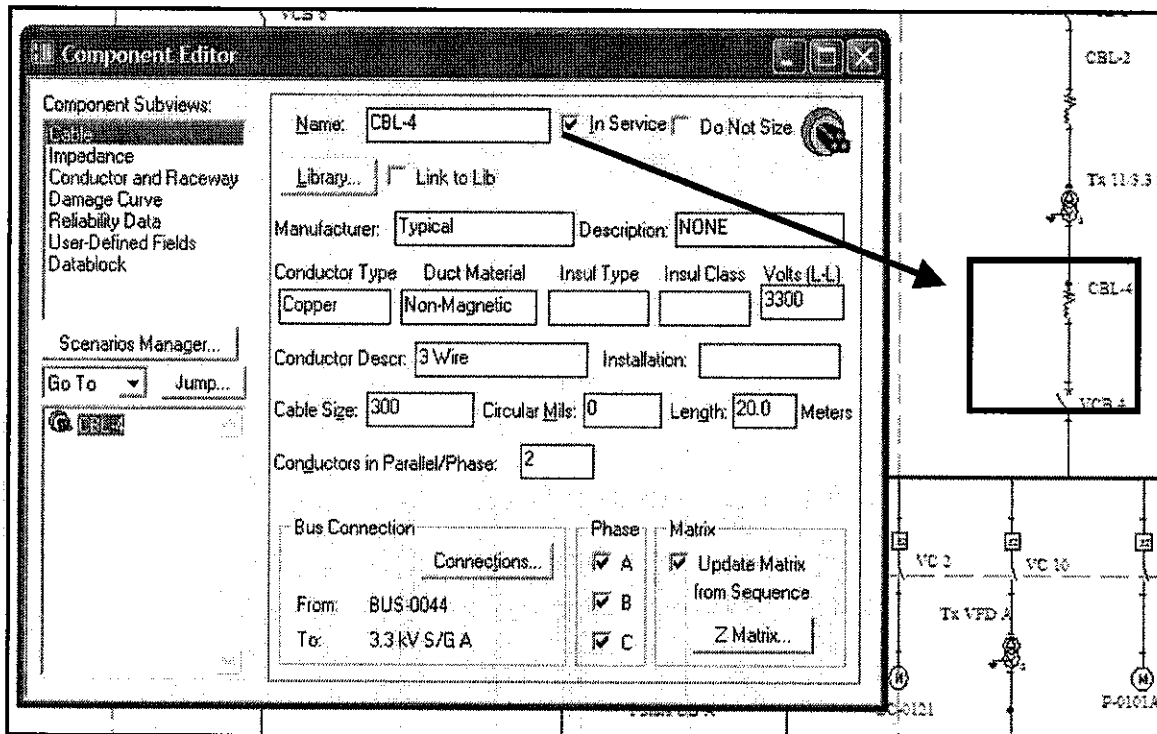 VCB 6
Component Editor
Component Subviews:
Cable
Impedance
Conductor and Raceway
Damage Curve
Reliability Data
User-Defined Fields
Datablock
Scenarios Manager...
Go To
Jump...
Name: CBL-4
In Service
Do Not Size
Library...
Link to Lib
Manufacturer: Typical
Description: NONE
Conductor Type Duct Material Insul Type Insul Class Volts (L-L)
Copper Non-Magnetic 3300
Conductor Descr: 3 Wire
Installation:
Cable Size: 300
Circular Mils: 0
Length: 20.0 Meters
Conductors in Parallel/Phase: 2
Bus Connection
Connections...
From: BUS-0044
To: 3.3 kV S/G A
Phase
A
B
C
Matrix
Update Matrix
from Sequence
Z Matrix...
CBL-2
Tx 11-3.3
CBL-4
VCB 4
VC 2
VC 10
Tx VFD A
P-0101A